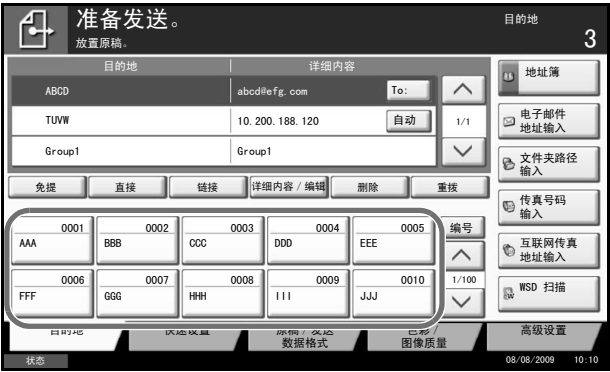 准备发送。
放置原稿。
目的地
3
目的地 详细内容
ABCD abcd@efg.com To:
TUVW 10.200.188.120 自动 1/1
Group1 Group1
免提 直接 链接 详细内容 / 编辑 删除 重拨
0001 0002 0003 0004 0005 编号
AAA BBB CCC DDD EEE
0006 0007 0008 0009 0010 1/100
FFF GGG HHH III JJJ
地址簿
电子邮件
地址输入
文件夹路径
输入
传真号码
输入
互联网传真
地址输入
WSD 扫描
目的地 快速设置 原稿 / 发送 色彩 / 高级设置
数据格式 图像质量
状态 08/08/2009 10:10